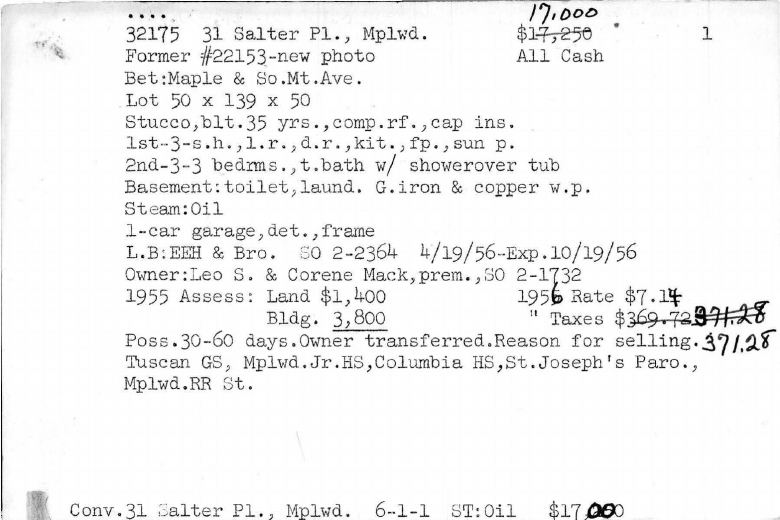 ....
17,000
32175 31 Salter Pl., Mplwd. $17,250 1
Former #22153-new photo All Cash
Bet:Maple & So.Mt.Ave.
Lot 50 x 139 x 50
Stucco,blt.35 yrs.,comp.rf.,cap ins.
1st-3-s.h.,l.r.,d.r.,kit.,fp.,sun p.
2nd-3-3 bedrms.,t.bath w/ showerover tub
Basement:toilet,laund. G.iron & copper w.p.
Steam:Oil
1-car garage,det.,frame
L.B:EEH & Bro. SO 2-2364 4/19/56-Exp.10/19/56
Owner:Leo S. & Corene Mack,prem.,SO 2-1732
1955 Assess: Land $1,400 1956 Rate $7.14
Bldg. 3,800 " Taxes $369.72 371.28
Poss.30-60 days.Owner transferred.Reason for selling. 371.28
Tuscan GS, Mplwd.Jr.HS,Columbia HS,St.Joseph's Paro.,
Mplwd.RR St.
Conv.31 Salter Pl., Mplwd. 6-1-1 ST:Oil $17,000